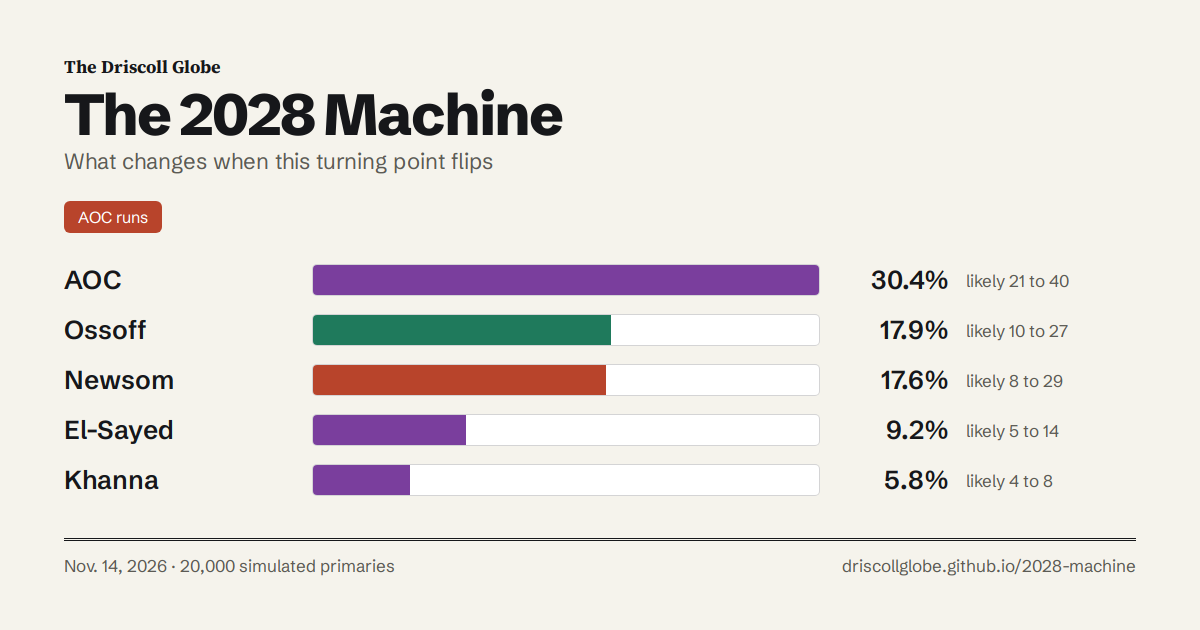 The Driscoll Globe
The 2028 Machine
What changes when this turning point flips
AOC runs
AOC 30.4% likely 21 to 40
Ossoff 17.9% likely 10 to 27
Newsom 17.6% likely 8 to 29
El-Sayed 9.2% likely 5 to 14
Khanna 5.8% likely 4 to 8
Nov. 14, 2026 · 20,000 simulated primaries driscollglobe.github.io/2028-machine